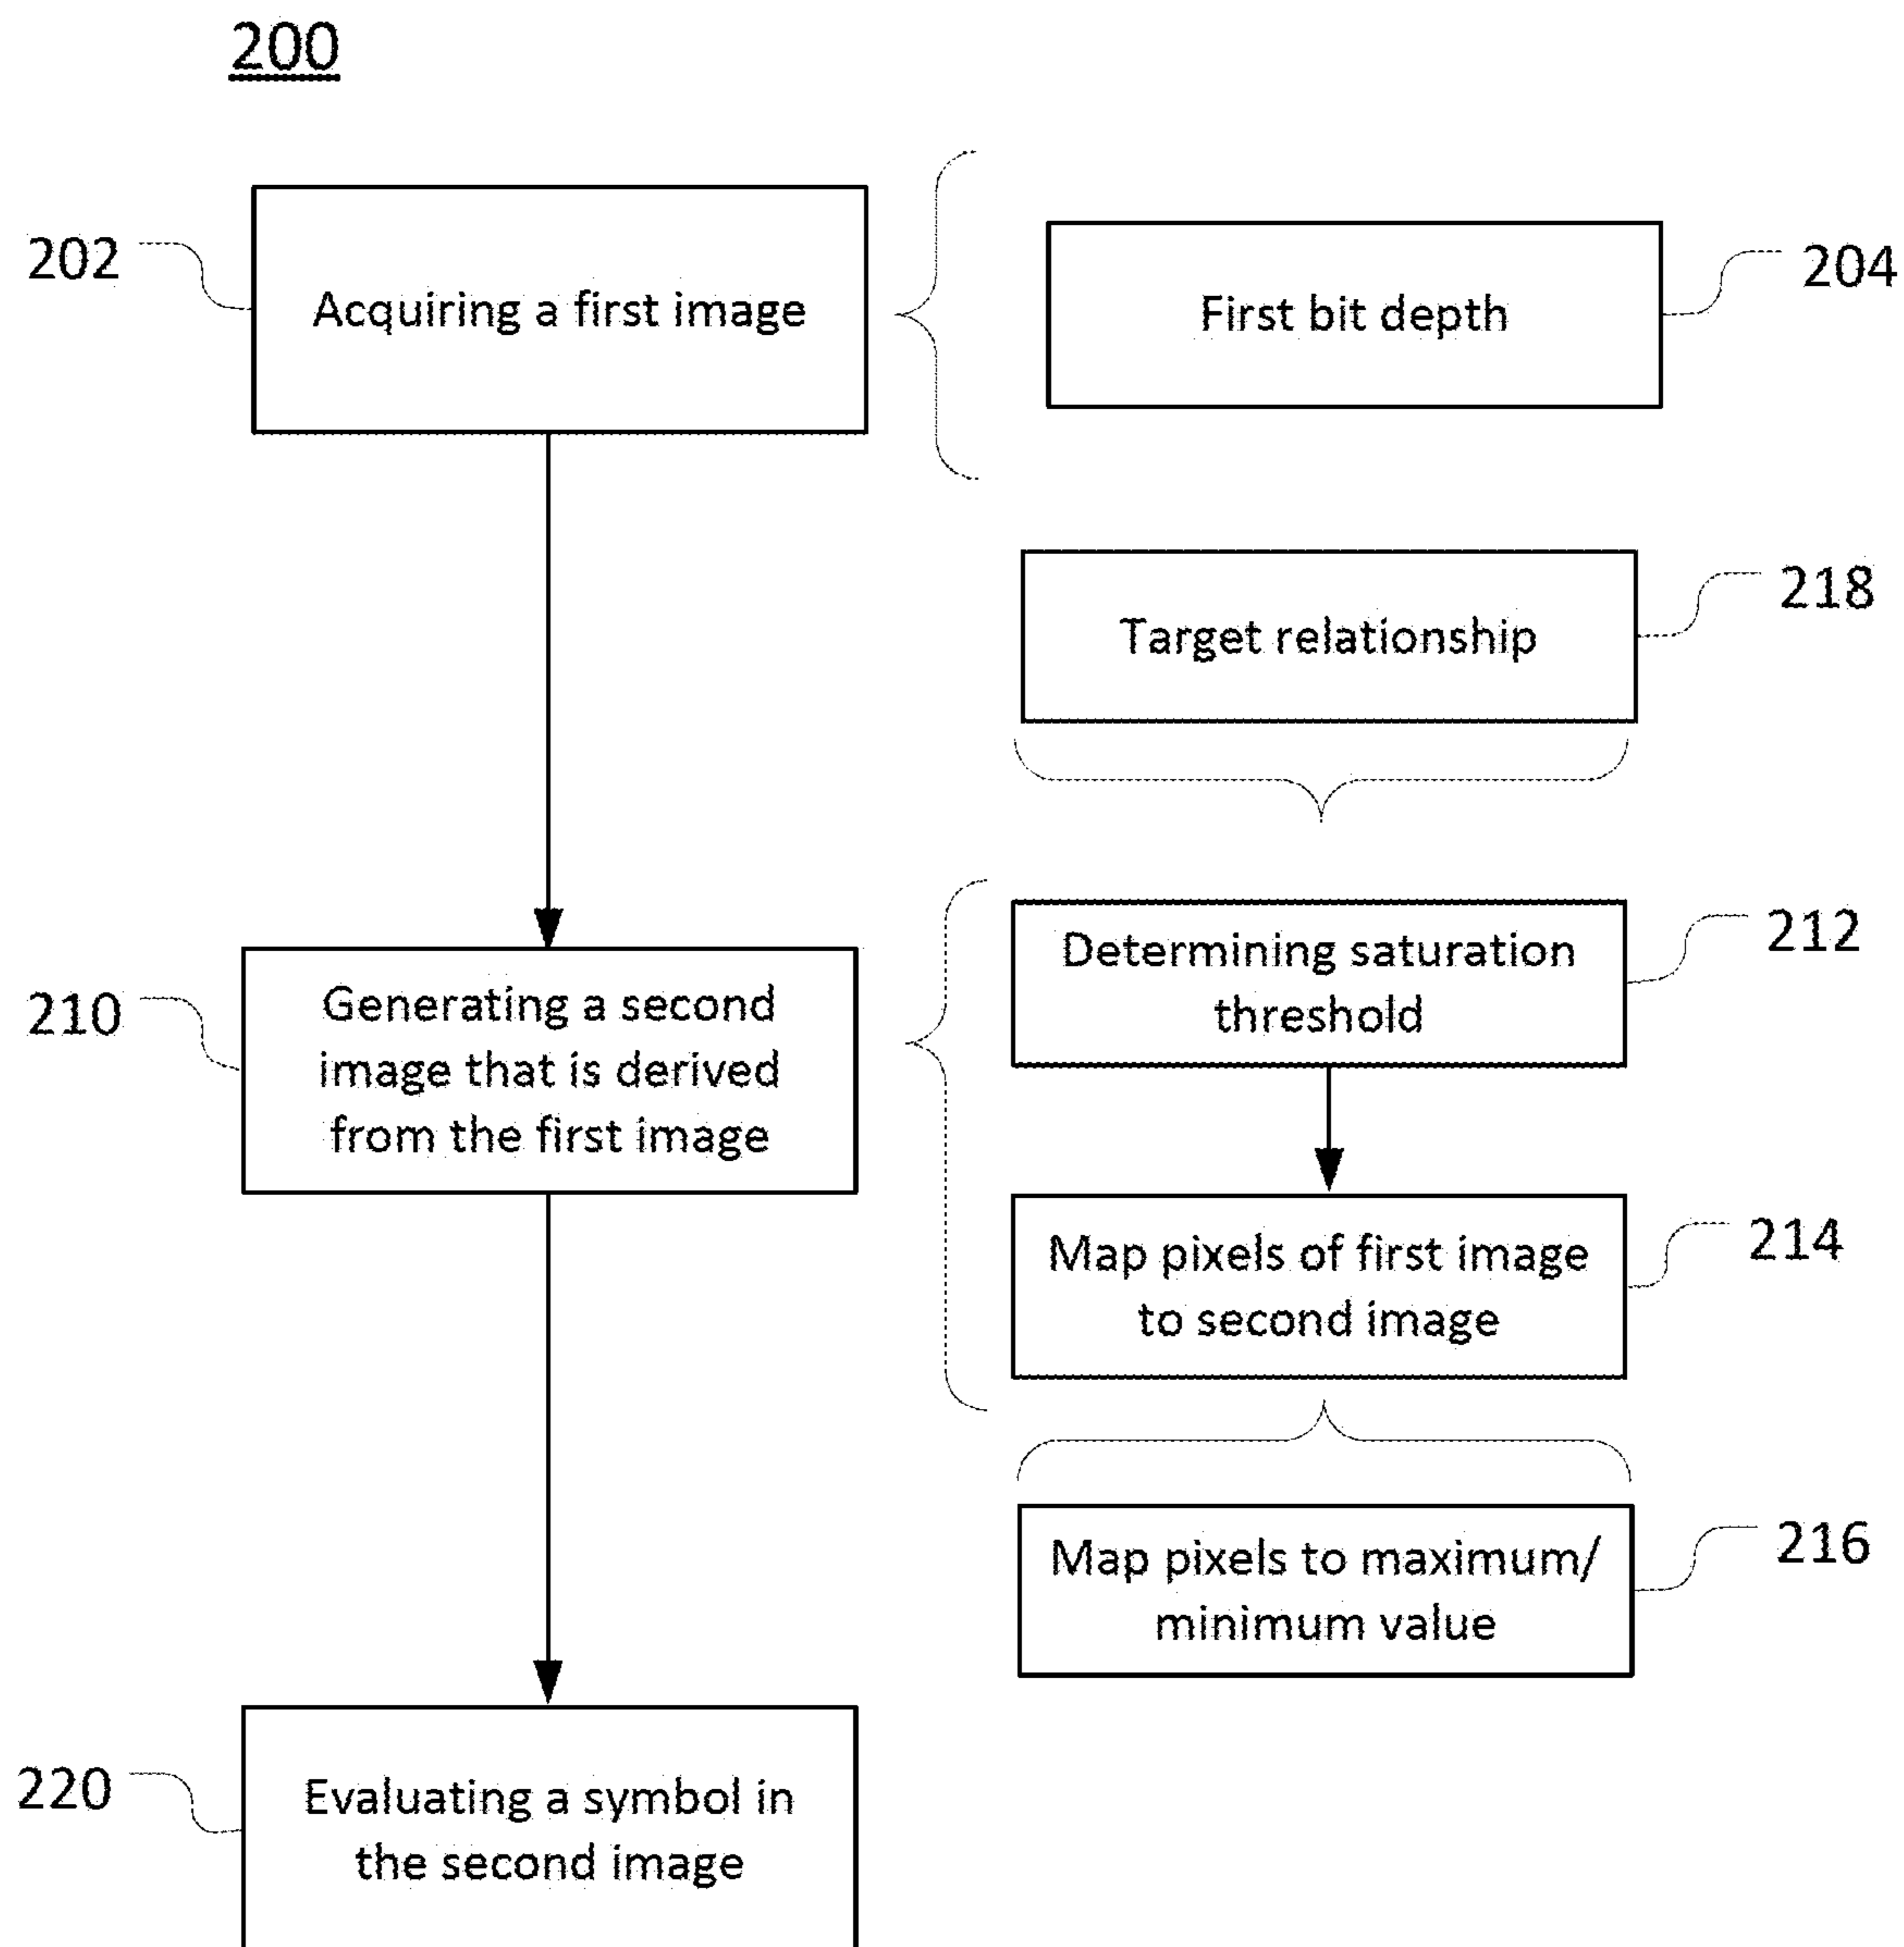 200
202
Acquiring a first image
First bit depth
204
Target relationship
218
210
Generating a second
image that is derived
from the first image
Determining saturation
threshold
212
Map pixels of first image
to second image
214
Map pixels to maximum/
minimum value
216
220
Evaluating a symbol in
the second image